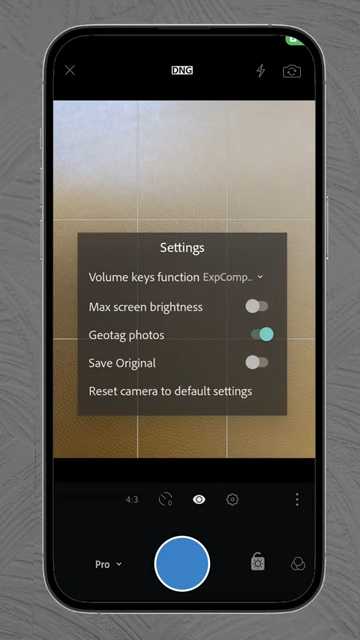 DNG
Settings
Volume keys function ExpComp..
Max screen brightness
Geotag photos
Save Original
Reset camera to default settings
4:3
0
Pro